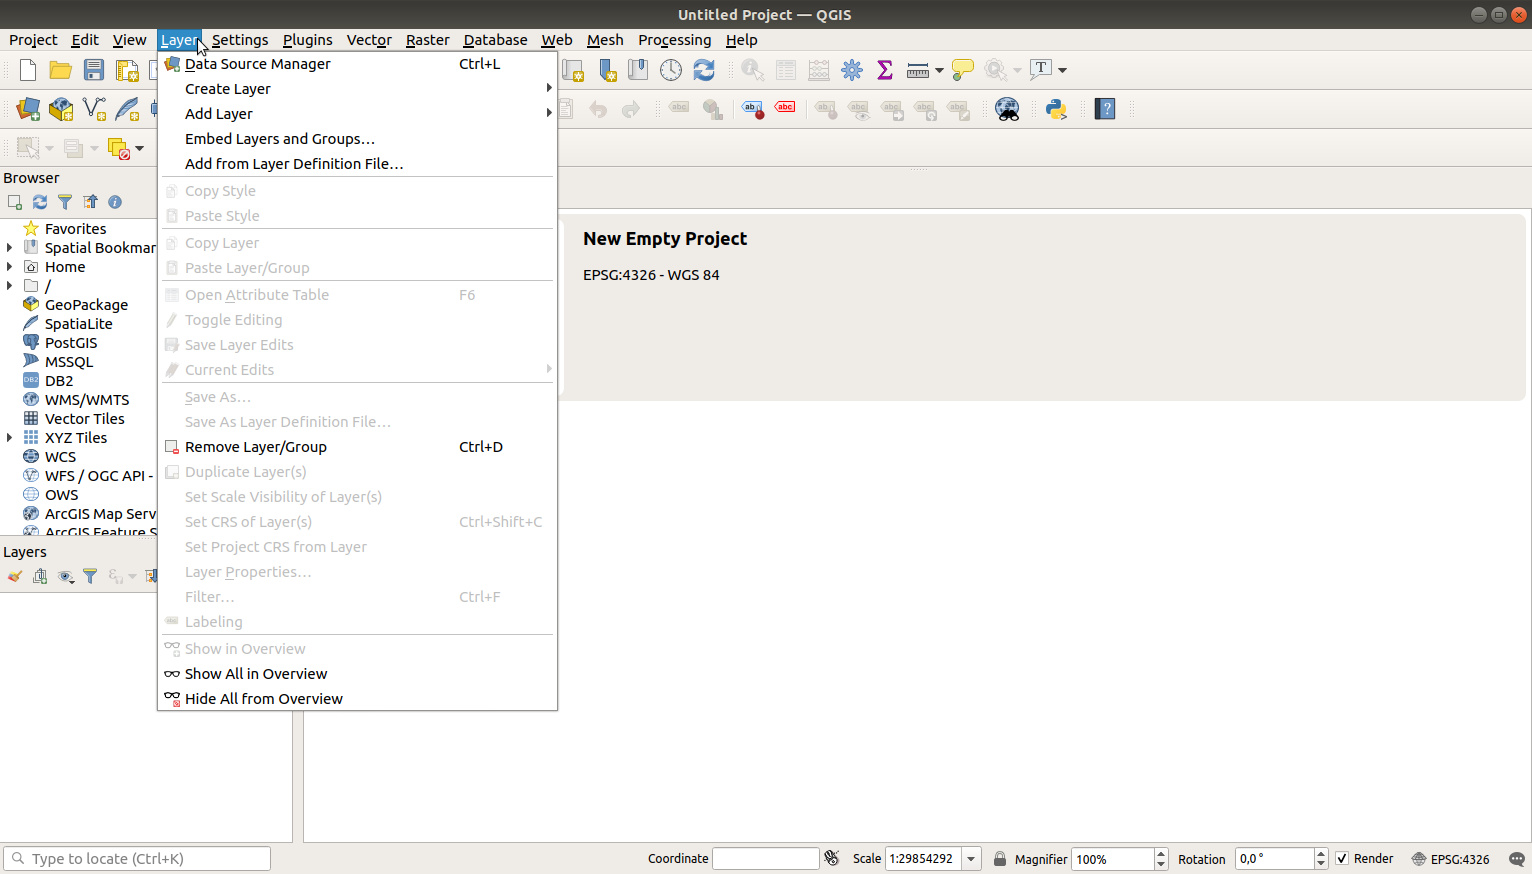 Untitled Project — QGIS
Project Edit View Layer Settings Plugins Vector Raster Database Web Mesh Processing Help
Data Source Manager Ctrl+L
Create Layer
Add Layer
Embed Layers and Groups…
Add from Layer Definition File…
Copy Style
Paste Style
Copy Layer
Paste Layer/Group
Open Attribute Table F6
Toggle Editing
Save Layer Edits
Current Edits
Save As…
Save As Layer Definition File…
Remove Layer/Group Ctrl+D
Duplicate Layer(s)
Set Scale Visibility of Layer(s)
Set CRS of Layer(s) Ctrl+Shift+C
Set Project CRS from Layer
Layer Properties…
Filter… Ctrl+F
Labeling
Show in Overview
Show All in Overview
Hide All from Overview
Browser
Favorites
Spatial Bookmar
Home
/
GeoPackage
SpatiaLite
PostGIS
MSSQL
DB2
WMS/WMTS
Vector Tiles
XYZ Tiles
WCS
WFS / OGC API -
OWS
ArcGIS Map Serv
ArcGIS Feature S
Layers
New Empty Project
EPSG:4326 - WGS 84
Type to locate (Ctrl+K)
Coordinate Scale 1:29854292 Magnifier 100% Rotation 0,0 ° Render EPSG:4326